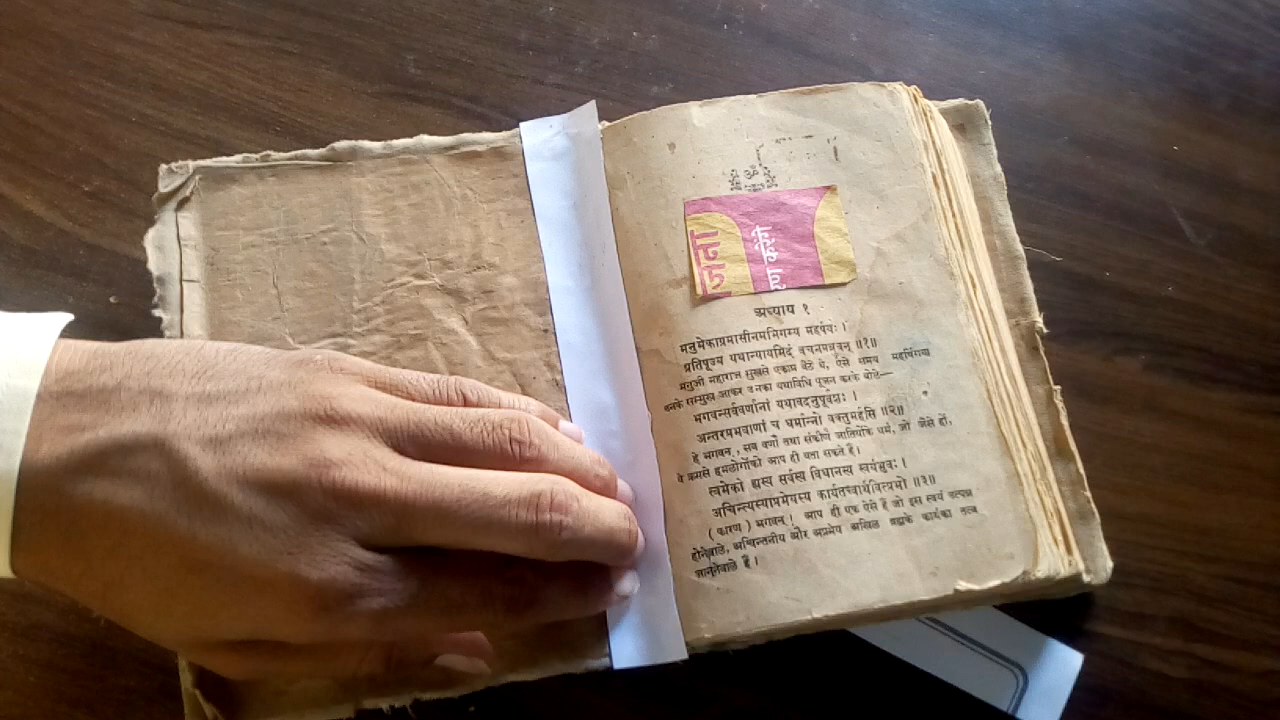 ॐ
जना
अध्याय १
मनुमेकाग्रमासीनमभिगम्य महर्षयः ।
प्रतिपूज्य यथान्यायमिदं वचनमब्रुवन् ॥१॥
मनुजी महाराज सुखसे एकाग्र बैठे थे, ऐसे समय महर्षिगण
उनके सम्मुख आकर उनका यथाविधि पूजन करके बोले—
भगवन्सर्ववर्णानां यथावदनुपूर्वशः ।
अन्तरप्रभवाणां च धर्मान्नो वक्तुमर्हसि ॥२॥
हे भगवन्, सब वर्णों तथा संकीर्ण जातियोंके धर्म, जो जैसे हों,
वे क्रमसे हमलोगोंको आप ही बता सकते हैं।
त्वमेको ह्यस्य सर्वस्य विधानस्य स्वयंभुवः ।
अचिन्त्यस्याप्रमेयस्य कार्यतत्त्वार्थवित्प्रभो ॥३॥
( कारण ) भगवन् ! आप ही एक ऐसे हैं जो इस स्वयं उत्पन्न
होनेवाले, अचिन्तनीय और अप्रमेय अखिल ब्रह्मके कार्यका तत्व
जाननेवाले हैं ।